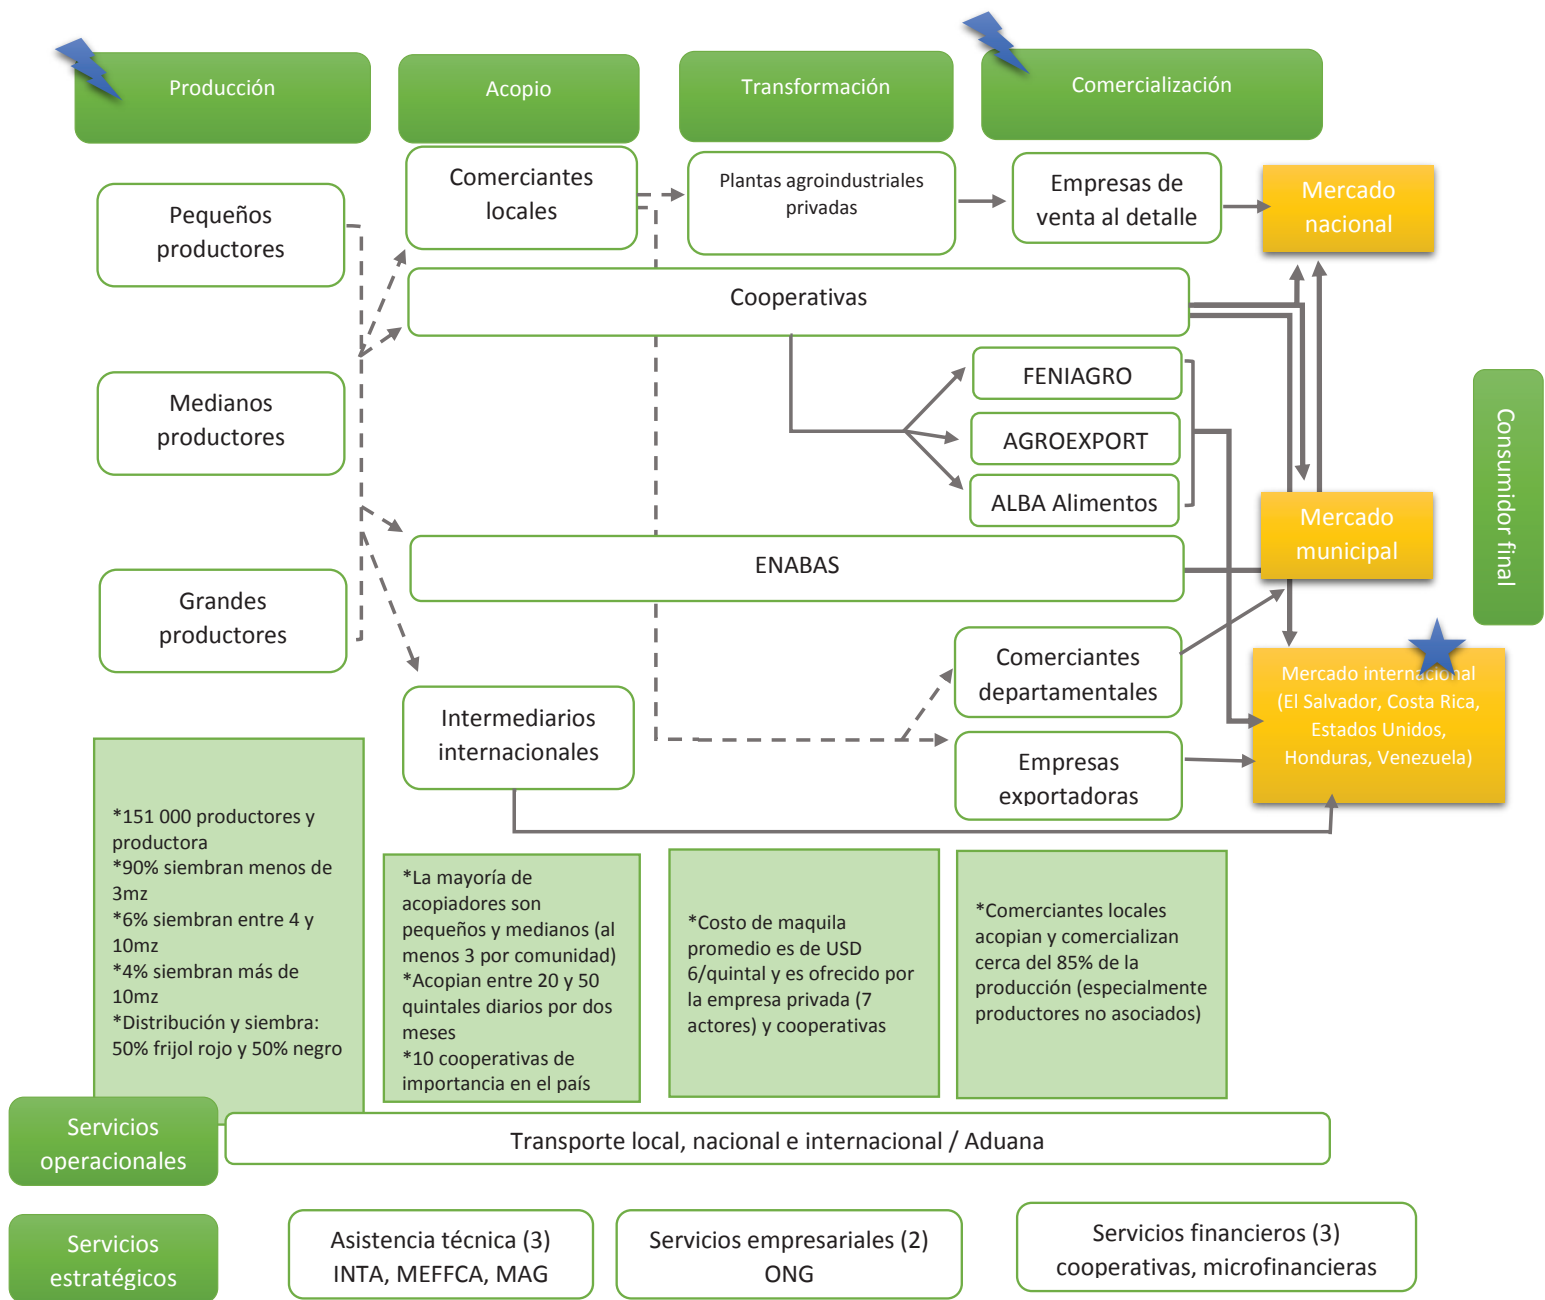 Producción
Acopio
Transformación
Comercialización
Pequeños
productores
Comerciantes
locales
Plantas agroindustriales
privadas
Empresas de
venta al detalle
Mercado
nacional
Cooperativas
Medianos
productores
FENIAGRO
AGROEXPORT
ALBA Alimentos
Consumidor final
Mercado
municipal
ENABAS
Grandes
productores
Comerciantes
departamentales
Intermediarios
internacionales
Empresas
exportadoras
Mercado internacional
(El Salvador, Costa Rica,
Estados Unidos,
Honduras, Venezuela)
*151 000 productores y
productora
*90% siembran menos de
3mz
*6% siembran entre 4 y
10mz
*4% siembran más de
10mz
*Distribución y siembra:
50% frijol rojo y 50% negro
*La mayoría de
acopiadores son
pequeños y medianos (al
menos 3 por comunidad)
*Acopian entre 20 y 50
quintales diarios por dos
meses
*10 cooperativas de
importancia en el país
*Costo de maquila
promedio es de USD
6/quintal y es ofrecido por
la empresa privada (7
actores) y cooperativas
*Comerciantes locales
acopian y comercializan
cerca del 85% de la
producción (especialmente
productores no asociados)
Servicios
operacionales
Transporte local, nacional e internacional / Aduana
Servicios
estratégicos
Asistencia técnica (3)
INTA, MEFFCA, MAG
Servicios empresariales (2)
ONG
Servicios financieros (3)
cooperativas, microfinancieras